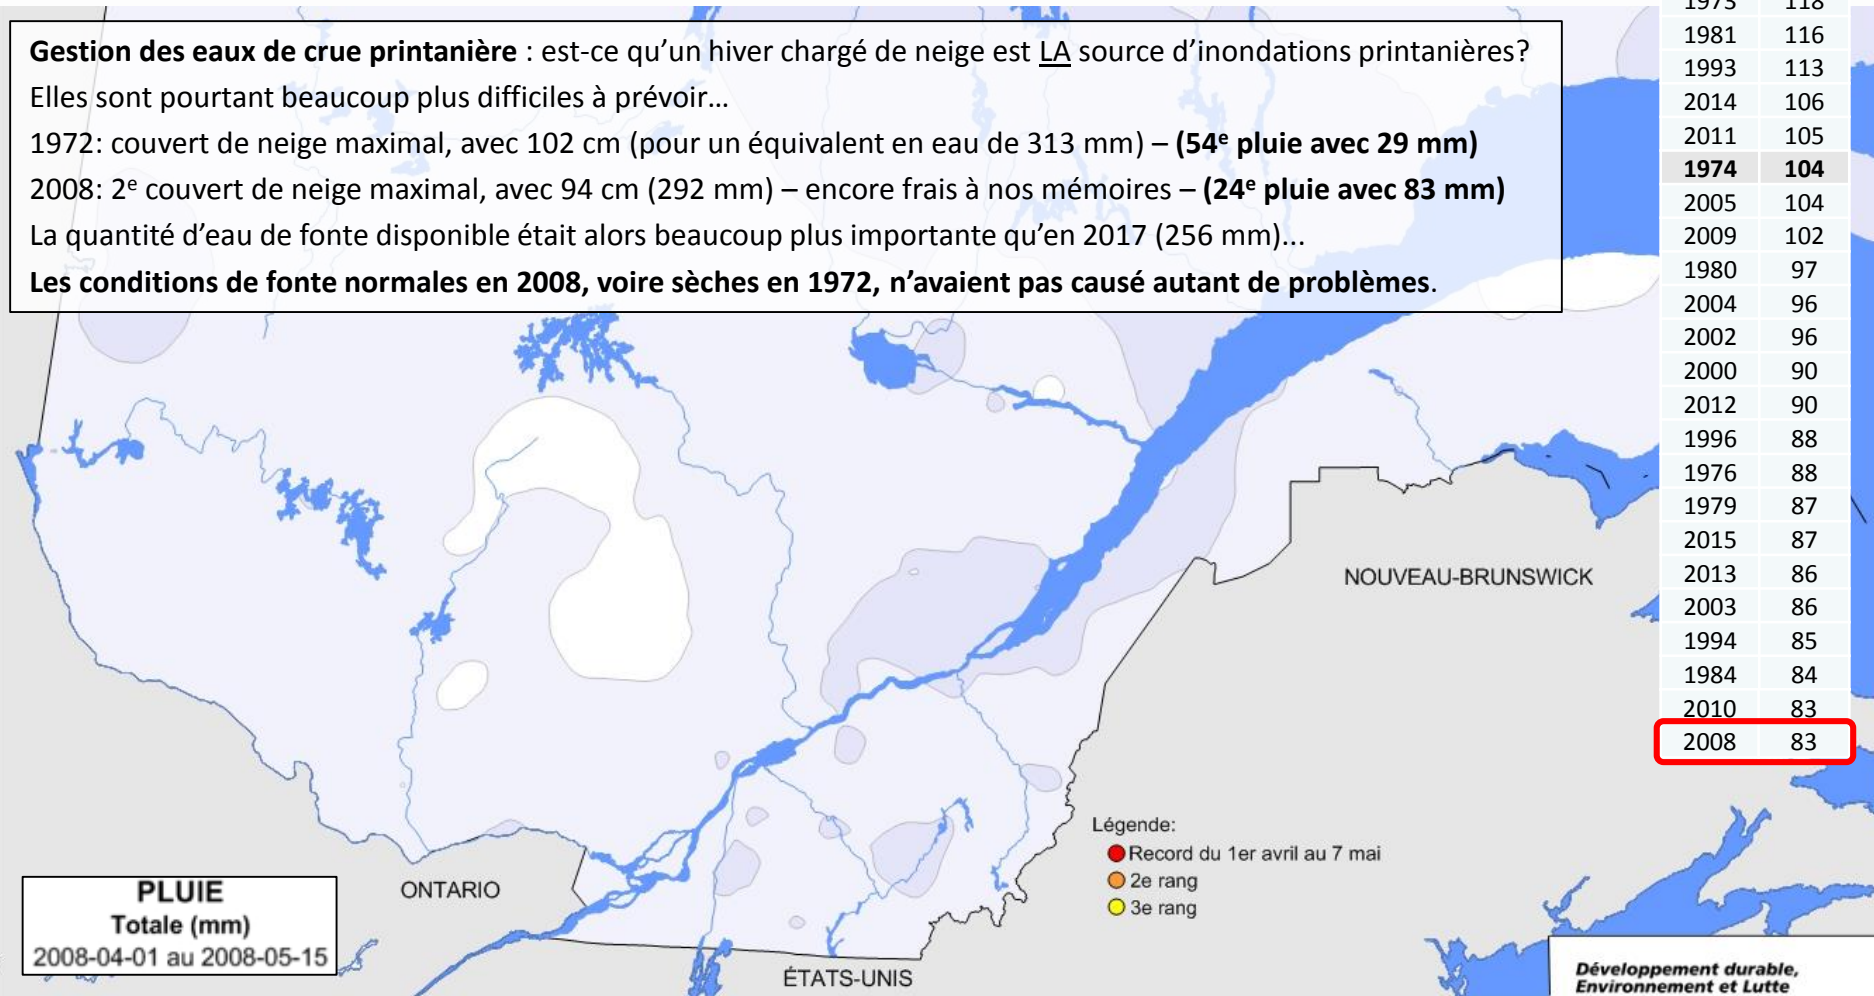 Gestion des eaux de crue printanière : est-ce qu'un hiver chargé de neige est LA source d'inondations printanières?
Elles sont pourtant beaucoup plus difficiles à prévoir…
1972: couvert de neige maximal, avec 102 cm (pour un équivalent en eau de 313 mm) – (54e pluie avec 29 mm)
2008: 2e couvert de neige maximal, avec 94 cm (292 mm) – encore frais à nos mémoires – (24e pluie avec 83 mm)
La quantité d'eau de fonte disponible était alors beaucoup plus importante qu'en 2017 (256 mm)...
Les conditions de fonte normales en 2008, voire sèches en 1972, n'avaient pas causé autant de problèmes.
1973 118
1981 116
1993 113
2014 106
2011 105
1974 104
2005 104
2009 102
1980 97
2004 96
2002 96
2000 90
2012 90
1996 88
1976 88
1979 87
2015 87
2013 86
2003 86
1994 85
1984 84
2010 83
2008 83
NOUVEAU-BRUNSWICK
Légende:
Record du 1er avril au 7 mai
2e rang
3e rang
PLUIE
Totale (mm)
2008-04-01 au 2008-05-15
ONTARIO
ÉTATS-UNIS
Développement durable,
Environnement et Lutte